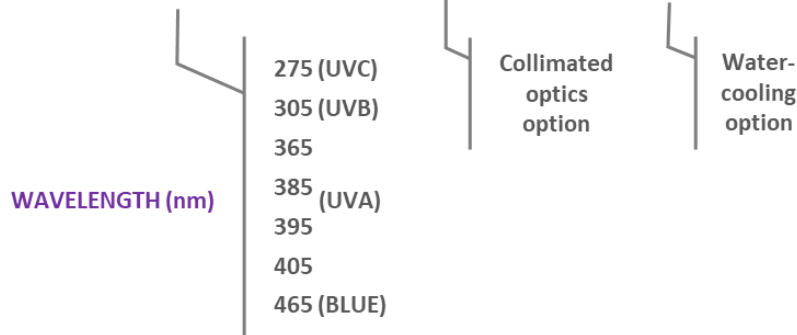 WAVELENGTH (nm)
275 (UVC)
305 (UVB)
365
385
(UVA)
395
405
465 (BLUE)
Collimated
optics
option
Water-
cooling
option